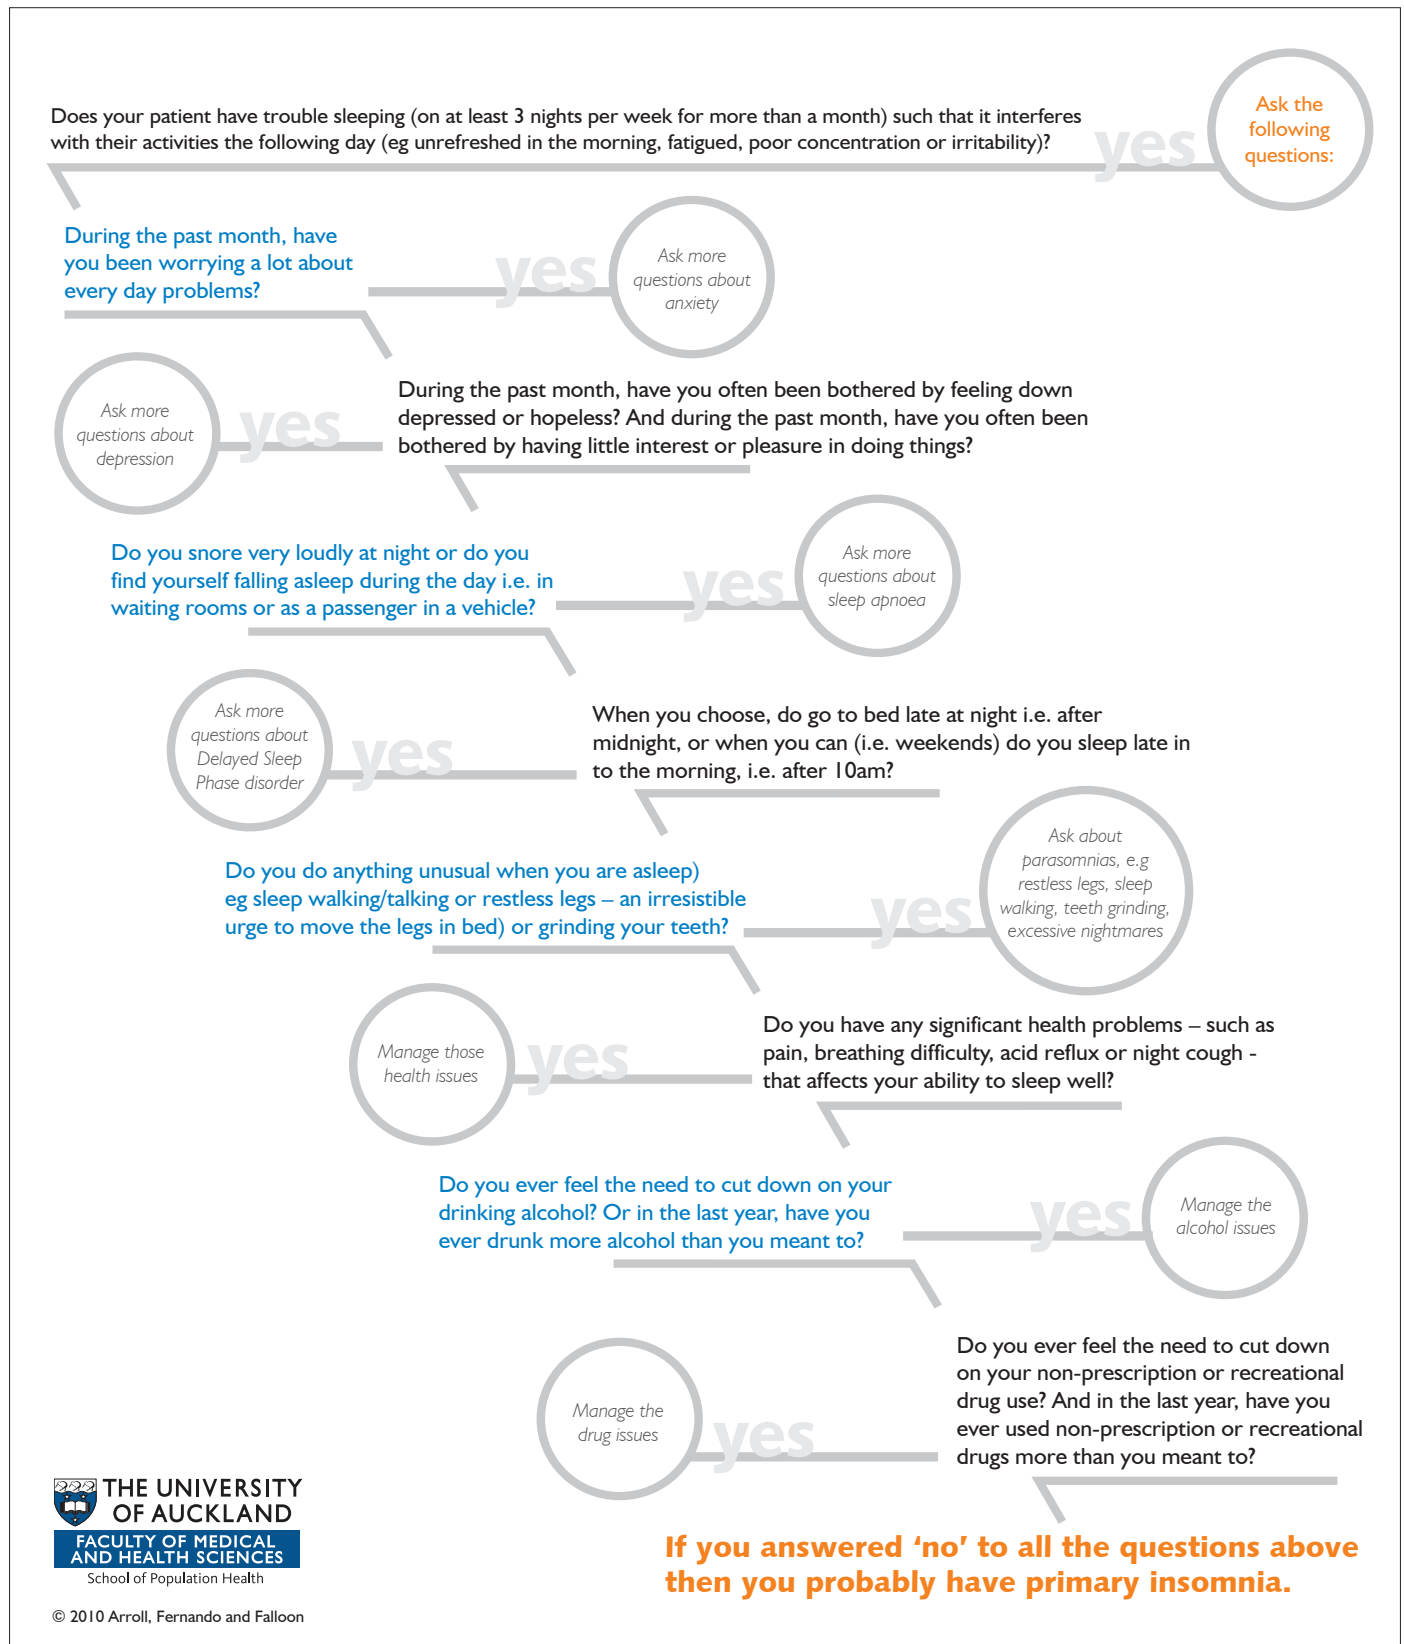 Does your patient have trouble sleeping (on at least 3 nights per week for more than a month) such that it interferes
with their activities the following day (eg unrefreshed in the morning, fatigued, poor concentration or irritability)?
yes
Ask the
following
questions:
During the past month, have
you been worrying a lot about
every day problems?
yes
Ask more
questions about
anxiety
During the past month, have you often been bothered by feeling down
depressed or hopeless? And during the past month, have you often been
bothered by having little interest or pleasure in doing things?
yes
Ask more
questions about
depression
Do you snore very loudly at night or do you
find yourself falling asleep during the day i.e. in
waiting rooms or as a passenger in a vehicle?
yes
Ask more
questions about
sleep apnoea
When you choose, do go to bed late at night i.e. after
midnight, or when you can (i.e. weekends) do you sleep late in
to the morning, i.e. after 10am?
yes
Ask more
questions about
Delayed Sleep
Phase disorder
Do you do anything unusual when you are asleep)
eg sleep walking/talking or restless legs – an irresistible
urge to move the legs in bed) or grinding your teeth?
yes
Ask about
parasomnias, e.g
restless legs, sleep
walking, teeth grinding,
excessive nightmares
Do you have any significant health problems – such as
pain, breathing difficulty, acid reflux or night cough -
that affects your ability to sleep well?
yes
Manage those
health issues
Do you ever feel the need to cut down on your
drinking alcohol? Or in the last year, have you
ever drunk more alcohol than you meant to?
yes
Manage the
alcohol issues
Do you ever feel the need to cut down
on your non-prescription or recreational
drug use? And in the last year, have you
ever used non-prescription or recreational
drugs more than you meant to?
yes
Manage the
drug issues
If you answered ‘no’ to all the questions above
then you probably have primary insomnia.
THE UNIVERSITY
OF AUCKLAND
FACULTY OF MEDICAL
AND HEALTH SCIENCES
School of Population Health
© 2010 Arroll, Fernando and Falloon